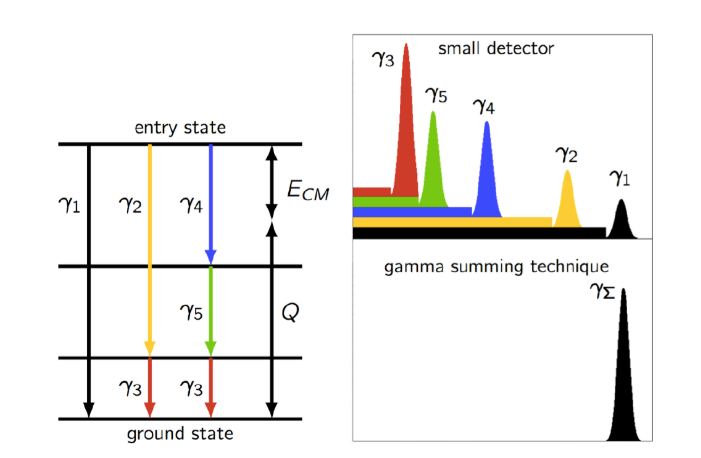 entry state
γ1 γ2 γ4 E_CM
γ5 Q
γ3 γ3
ground state
small detector
γ3
γ5
γ4
γ2
γ1
gamma summing technique
γΣ